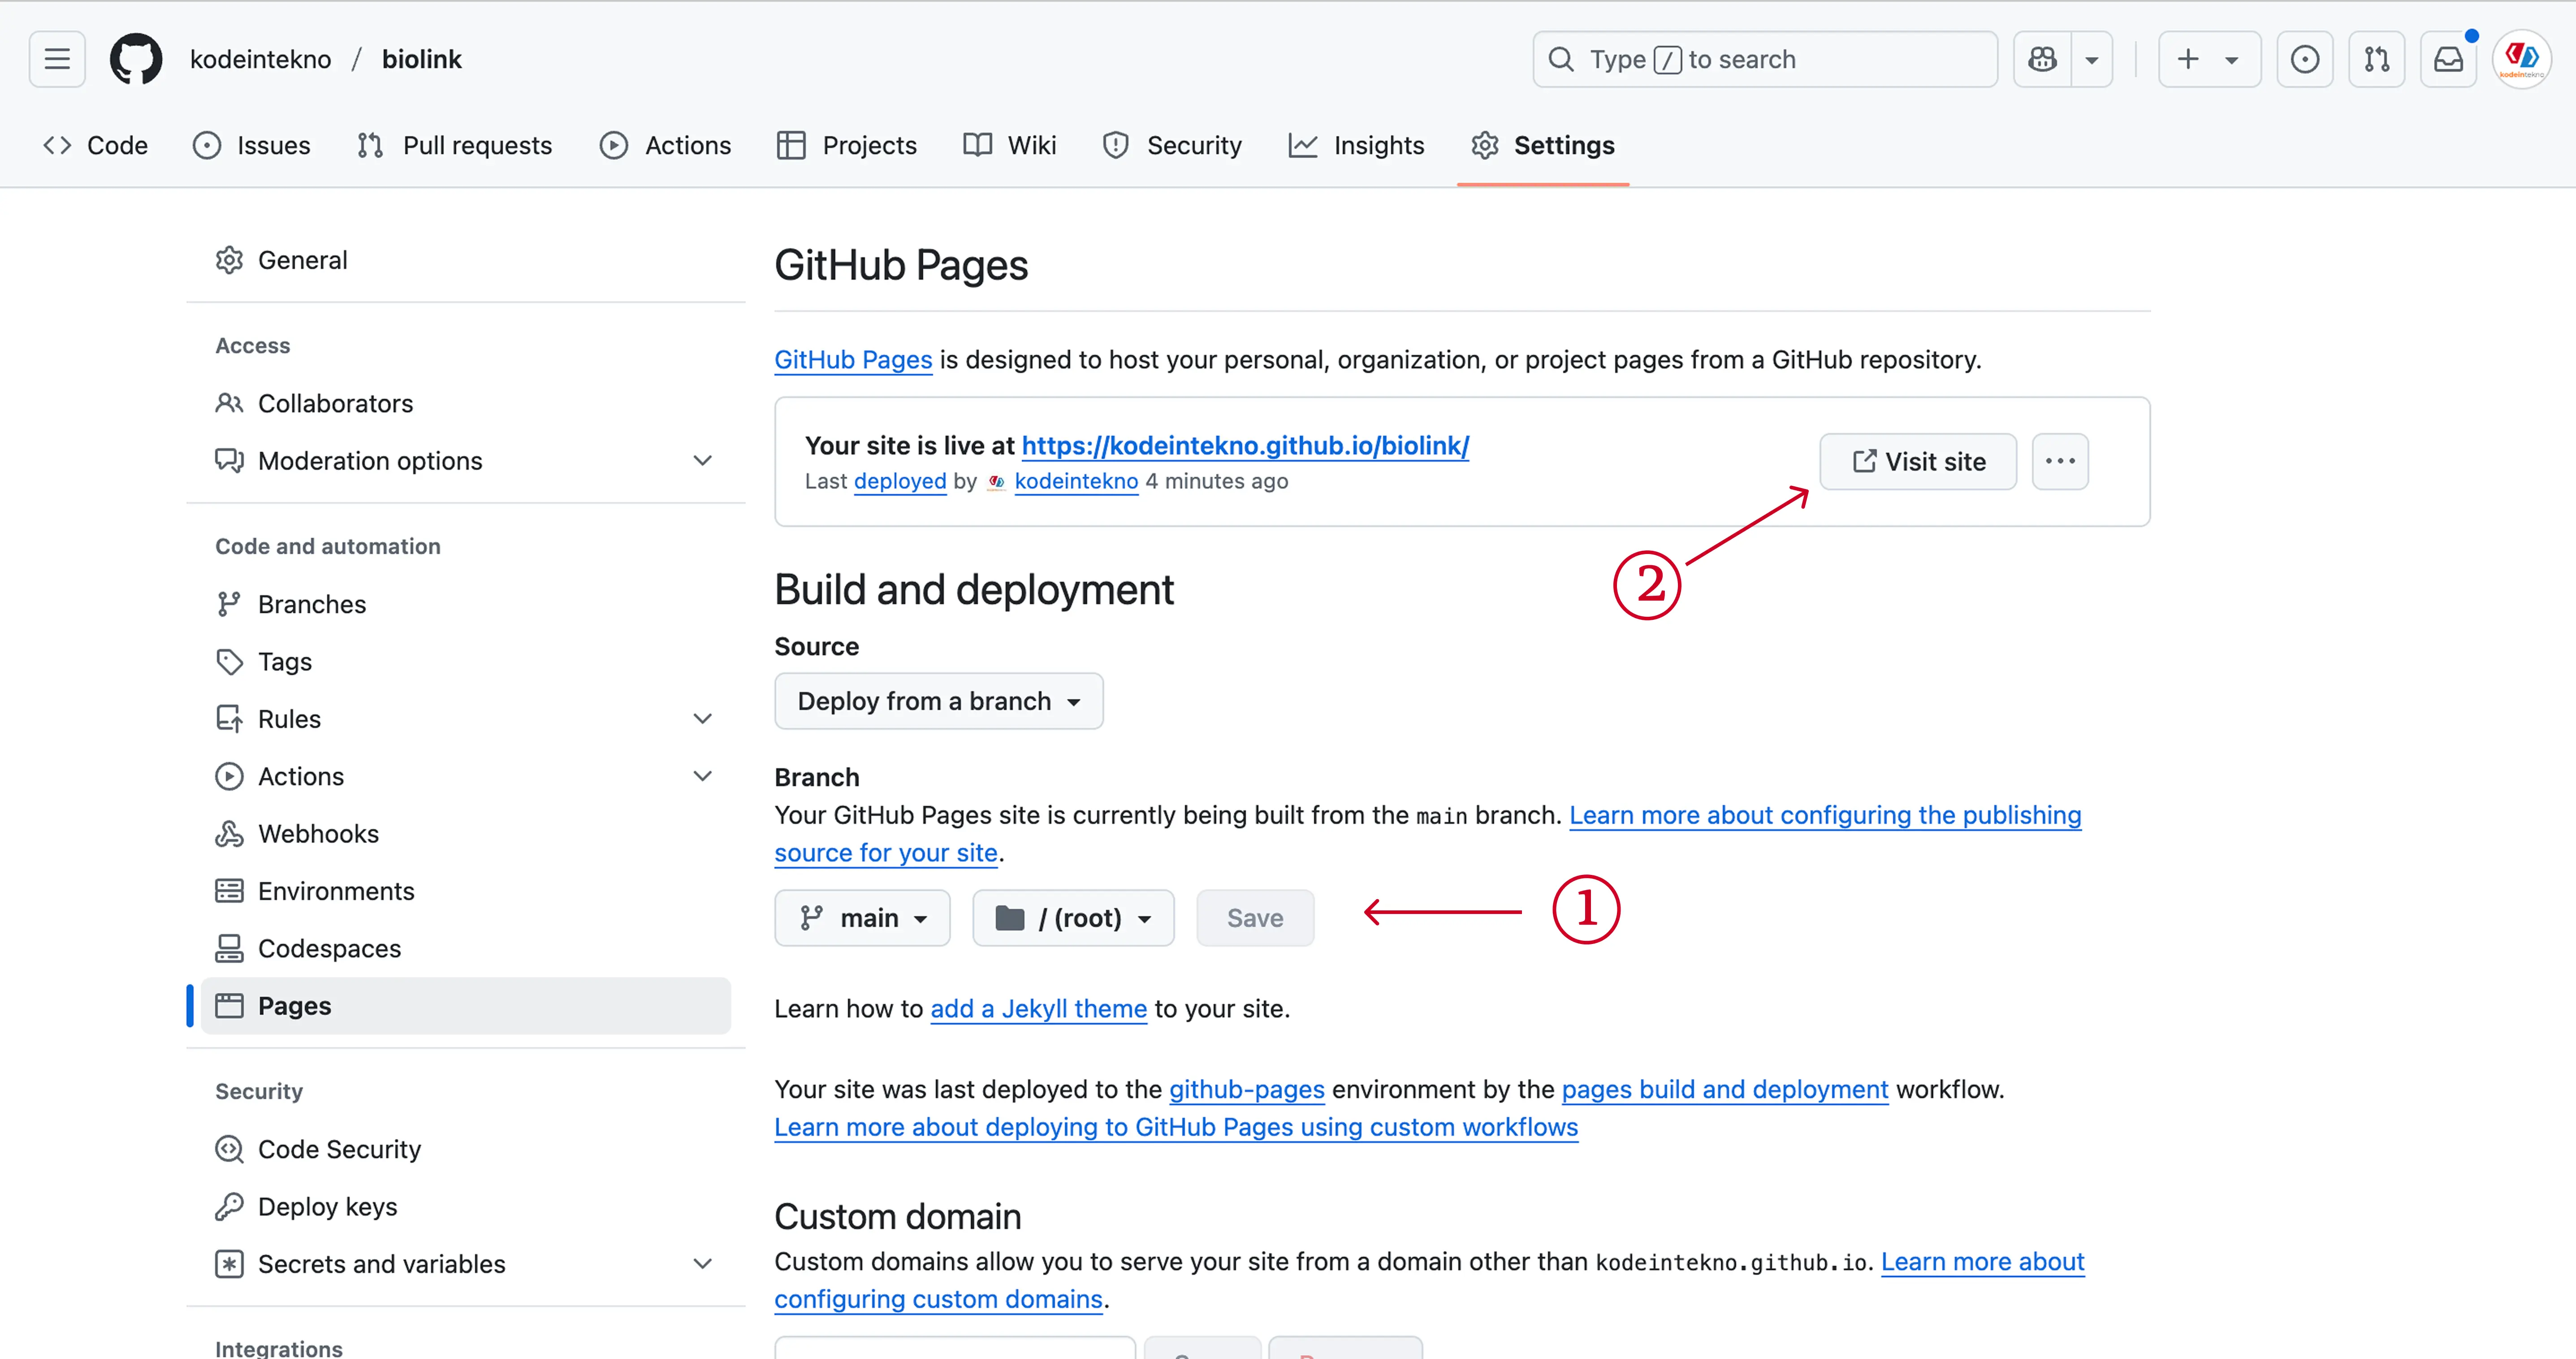 kodeintekno / biolink
Type / to search
kodeintekno
Code
Issues
Pull requests
Actions
Projects
Wiki
Security
Insights
Settings
General
Access
Collaborators
Moderation options
Code and automation
Branches
Tags
Rules
Actions
Webhooks
Environments
Codespaces
Pages
Security
Code Security
Deploy keys
Secrets and variables
Integrations
GitHub Pages
GitHub Pages is designed to host your personal, organization, or project pages from a GitHub repository.
Your site is live at https://kodeintekno.github.io/biolink/
Last deployed by kodeintekno 4 minutes ago
Visit site
2
Build and deployment
Source
Deploy from a branch
Branch
Your GitHub Pages site is currently being built from the main branch. Learn more about configuring the publishing
source for your site.
main
/ (root)
Save
1
Learn how to add a Jekyll theme to your site.
Your site was last deployed to the github-pages environment by the pages build and deployment workflow.
Learn more about deploying to GitHub Pages using custom workflows
Custom domain
Custom domains allow you to serve your site from a domain other than kodeintekno.github.io. Learn more about
configuring custom domains.